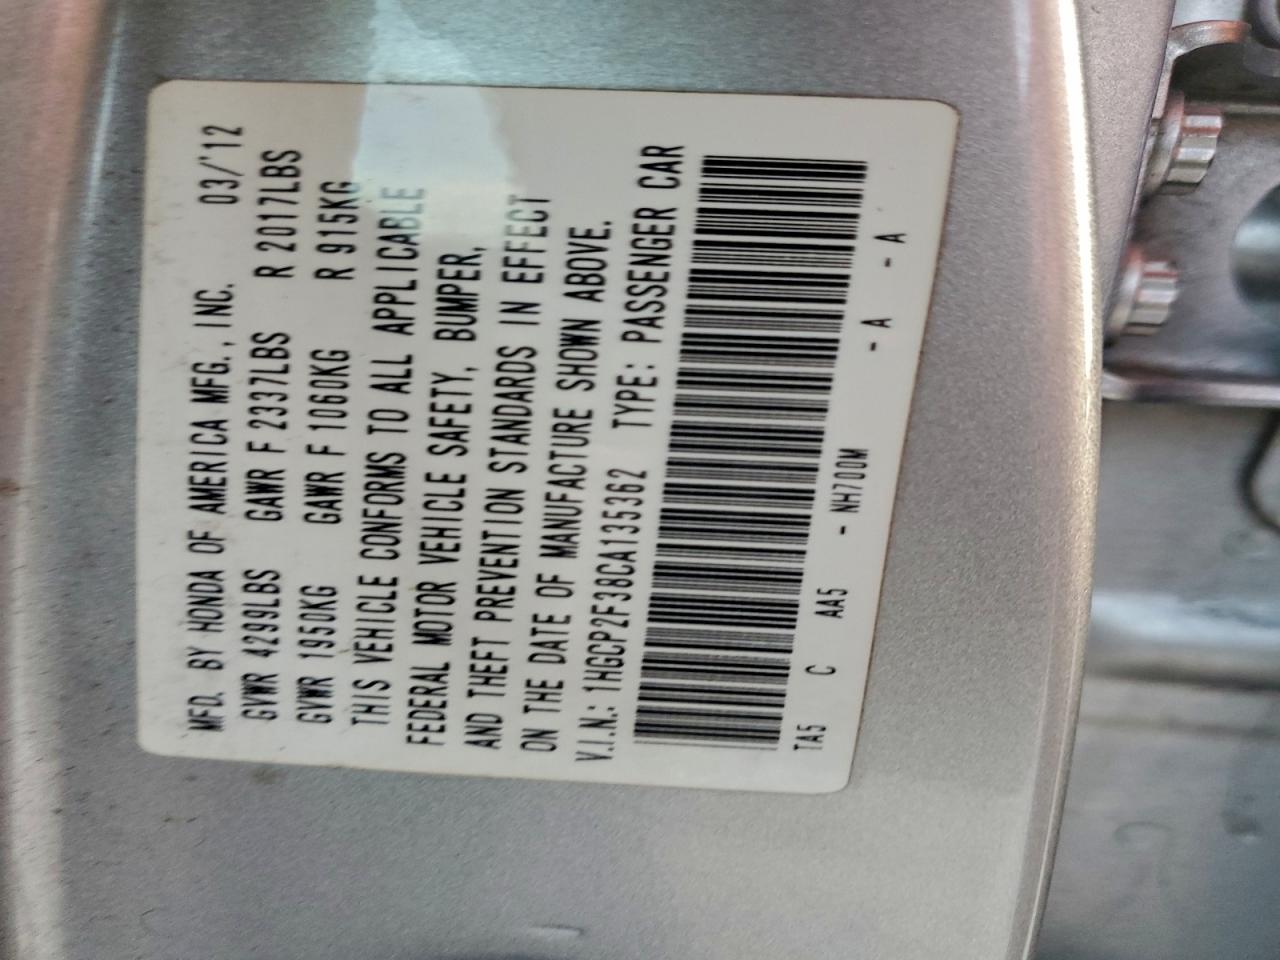 MFD. BY HONDA OF AMERICA MFG., INC. 03/'12
GVWR 4299LBS GAWR F 2337LBS R 2017LBS
GVWR 1950KG GAWR F 1060KG R 915KG
THIS VEHICLE CONFORMS TO ALL APPLICABLE
FEDERAL MOTOR VEHICLE SAFETY, BUMPER,
AND THEFT PREVENTION STANDARDS IN EFFECT
ON THE DATE OF MANUFACTURE SHOWN ABOVE.
V.I.N.: 1HGCP2F38CA135362 TYPE: PASSENGER CAR
TA5 C AA5 - NH700M - A - A